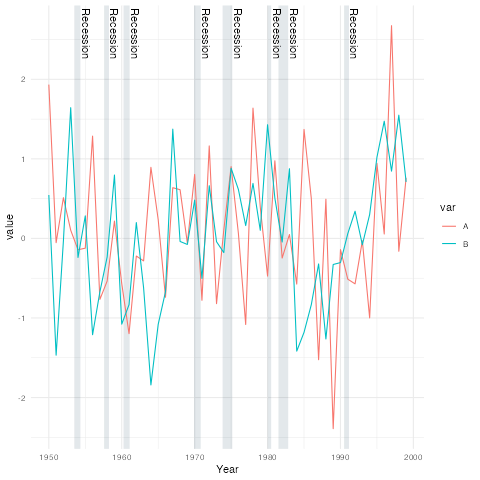 Recession
Recession
Recession
Recession
Recession
Recession
Recession
Recession
2
1
0
-1
-2
value
1950
1960
1970
1980
1990
2000
Year
var
A
B